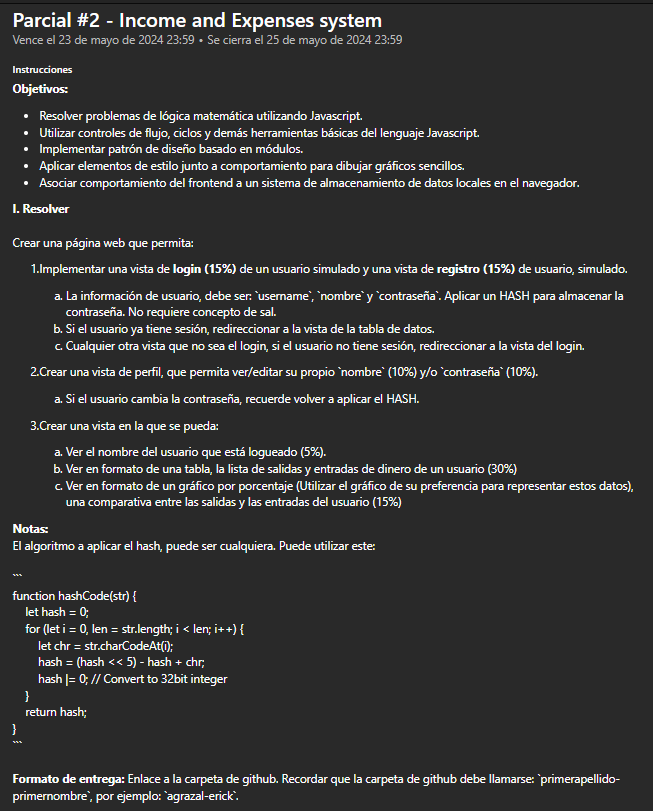 Parcial #2 - Income and Expenses system
Vence el 23 de mayo de 2024 23:59 • Se cierra el 25 de mayo de 2024 23:59
Instrucciones
Objetivos:
• Resolver problemas de lógica matemática utilizando Javascript.
• Utilizar controles de flujo, ciclos y demás herramientas básicas del lenguaje Javascript.
• Implementar patrón de diseño basado en módulos.
• Aplicar elementos de estilo junto a comportamiento para dibujar gráficos sencillos.
• Asociar comportamiento del frontend a un sistema de almacenamiento de datos locales en el navegador.
I. Resolver
Crear una página web que permita:
1.Implementar una vista de login (15%) de un usuario simulado y una vista de registro (15%) de usuario, simulado.
a. La información de usuario, debe ser: `username`, `nombre` y `contraseña`. Aplicar un HASH para almacenar la
contraseña. No requiere concepto de sal.
b. Si el usuario ya tiene sesión, redireccionar a la vista de la tabla de datos.
c. Cualquier otra vista que no sea el login, si el usuario no tiene sesión, redireccionar a la vista del login.
2.Crear una vista de perfil, que permita ver/editar su propio `nombre` (10%) y/o `contraseña` (10%).
a. Si el usuario cambia la contraseña, recuerde volver a aplicar el HASH.
3.Crear una vista en la que se pueda:
a. Ver el nombre del usuario que está logueado (5%).
b. Ver en formato de una tabla, la lista de salidas y entradas de dinero de un usuario (30%)
c. Ver en formato de un gráfico por porcentaje (Utilizar el gráfico de su preferencia para representar estos datos),
una comparativa entre las salidas y las entradas del usuario (15%)
Notas:
El algoritmo a aplicar el hash, puede ser cualquiera. Puede utilizar este:
```
function hashCode(str) {
let hash = 0;
for (let i = 0, len = str.length; i < len; i++) {
let chr = str.charCodeAt(i);
hash = (hash << 5) - hash + chr;
hash |= 0; // Convert to 32bit integer
}
return hash;
}
```
Formato de entrega: Enlace a la carpeta de github. Recordar que la carpeta de github debe llamarse: `primerapellido-
primernombre`, por ejemplo: `agrazal-erick`.